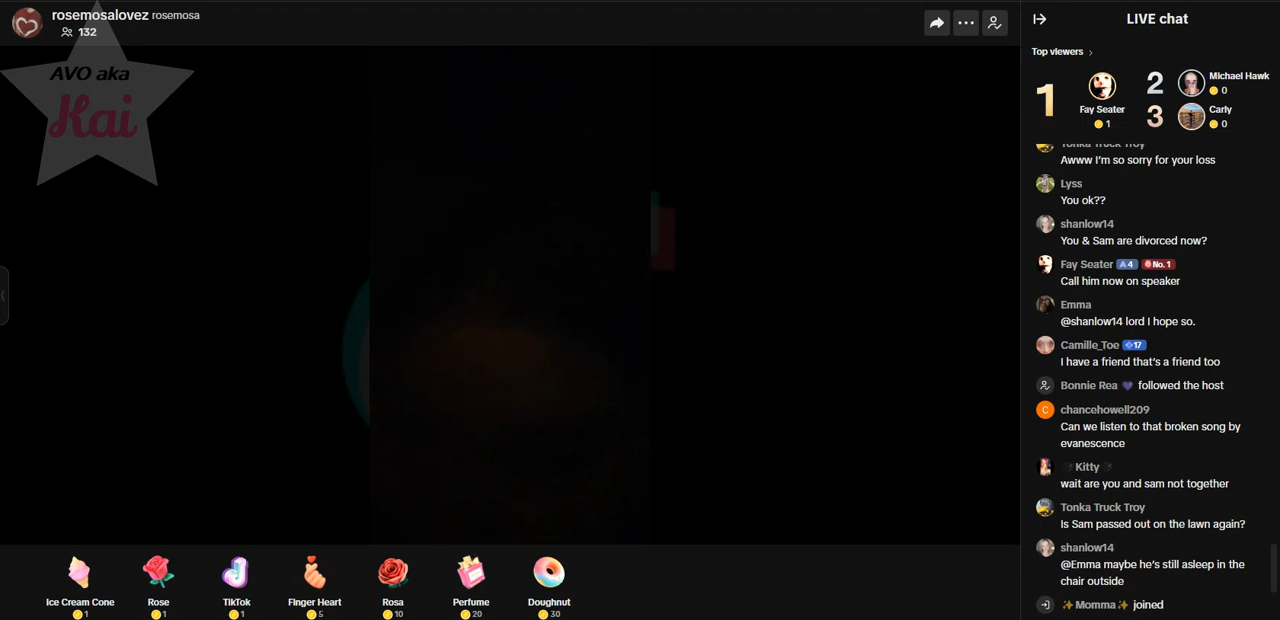 rosemosalovez rosemosa
132
AVO aka
Kai
LIVE chat
Top viewers >
1
Fay Seater
1
2
Michael Hawk
0
3
Carly
0
Tonka Truck Troy
Awww I'm so sorry for your loss
Lyss
You ok??
shanlow14
You & Sam are divorced now?
Fay Seater 4 No. 1
Call him now on speaker
Emma
@shanlow14 lord I hope so.
Camille_Toe 17
I have a friend that's a friend too
Bonnie Rea 💜 followed the host
C chancehowell209
Can we listen to that broken song by
evanescence
Kitty
wait are you and sam not together
Tonka Truck Troy
Is Sam passed out on the lawn again?
shanlow14
@Emma maybe he's still asleep in the
chair outside
✨Momma✨ joined
Ice Cream Cone Rose TikTok Finger Heart Rosa Perfume Doughnut
1 1 1 5 10 20 30